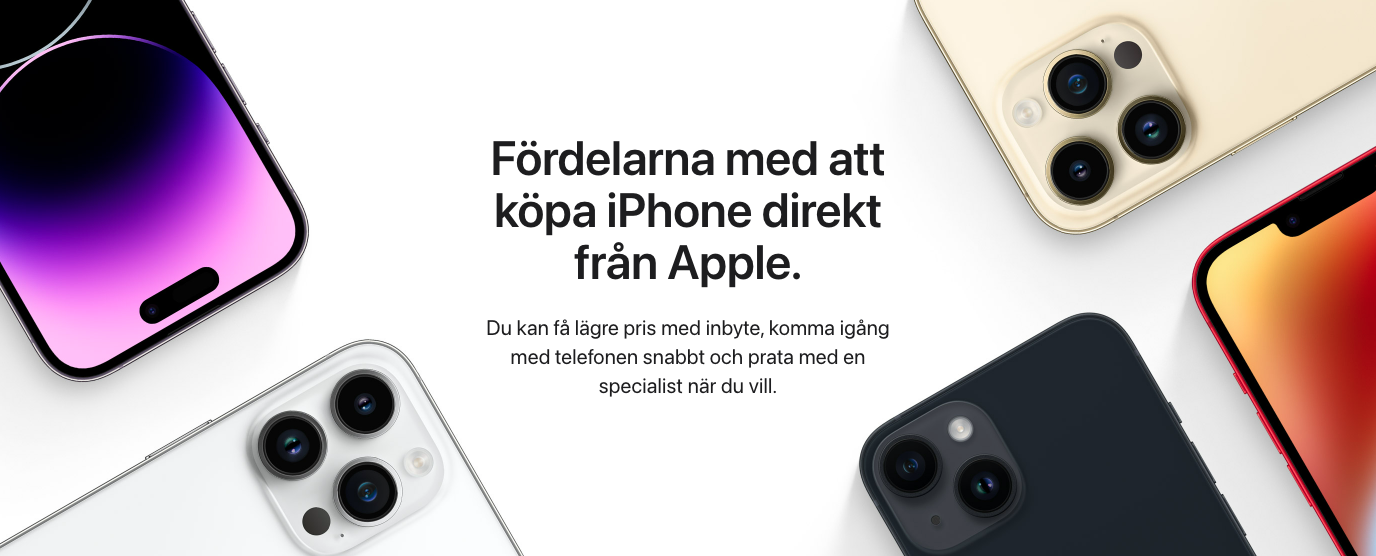 Fördelarna med att
köpa iPhone direkt
från Apple.
Du kan få lägre pris med inbyte, komma igång
med telefonen snabbt och prata med en
specialist när du vill.